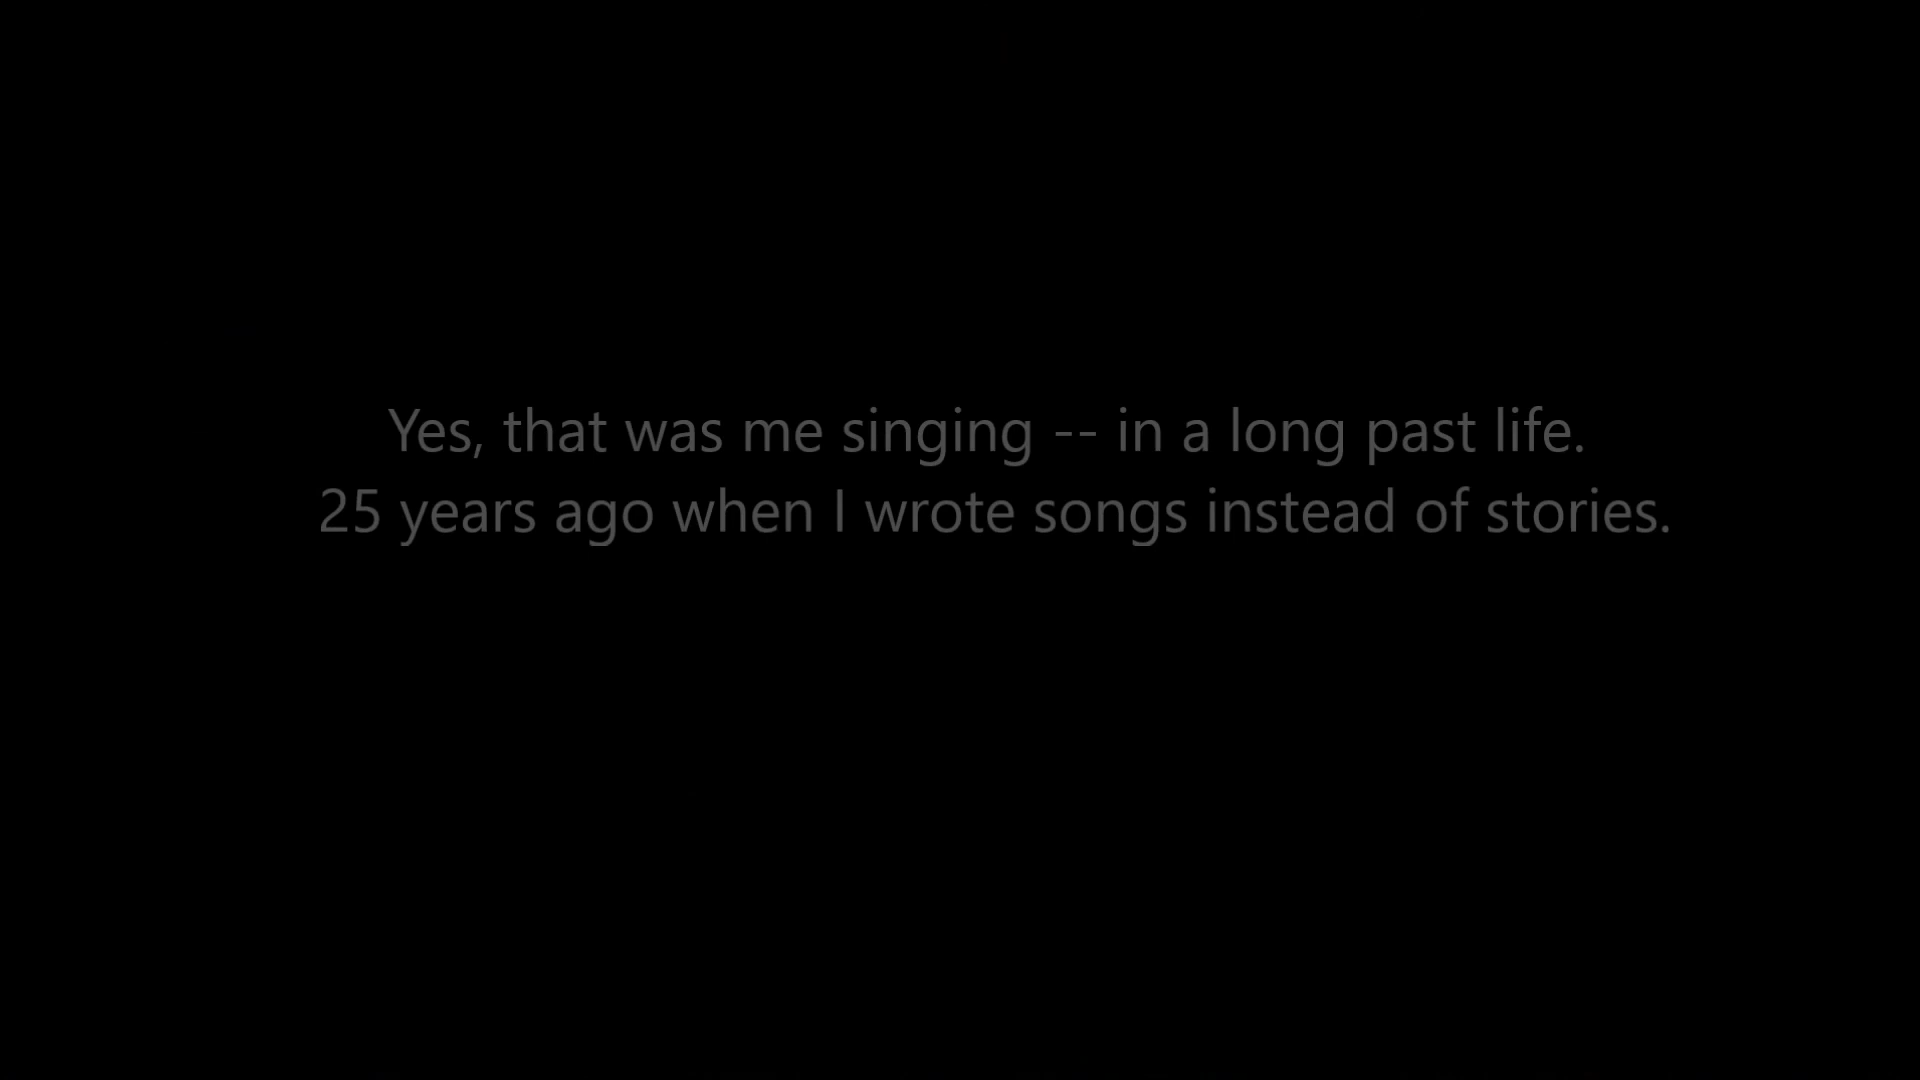 Yes, that was me singing -- in a long past life.
25 years ago when I wrote songs instead of stories.